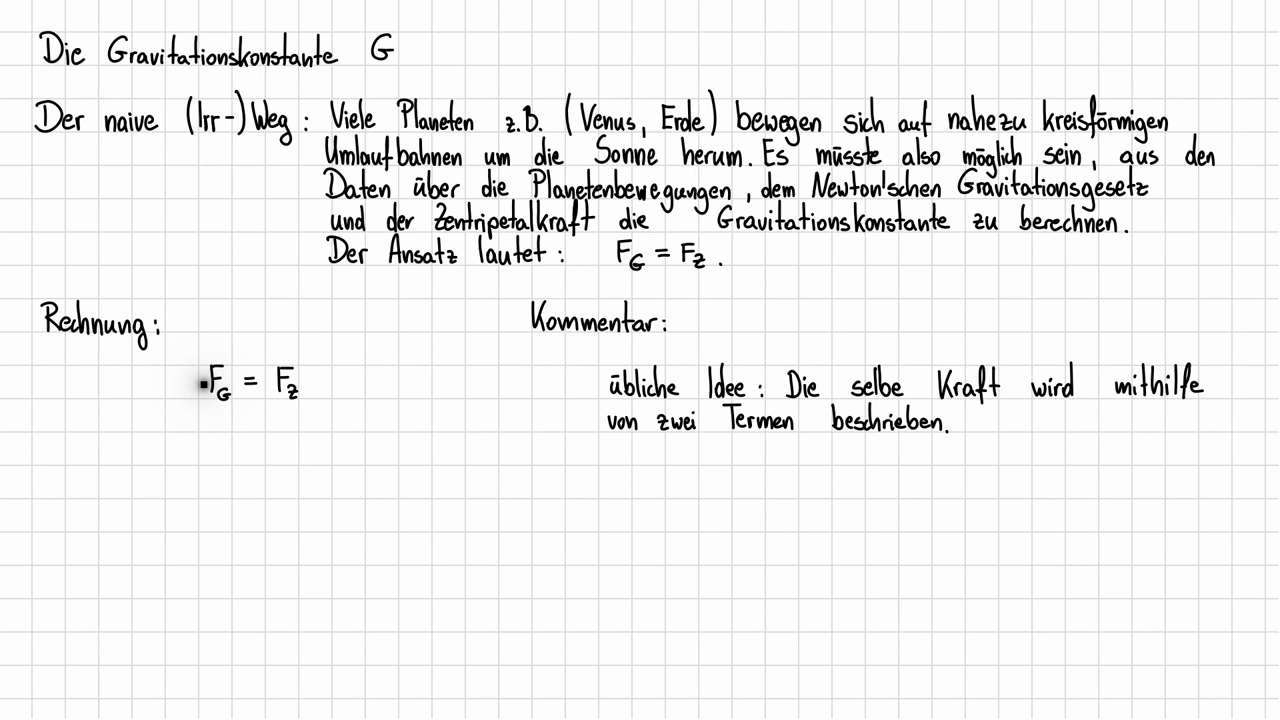 Die Gravitationskonstante G
Der naive (Irr-)Weg: Viele Planeten z.B. (Venus, Erde) bewegen sich auf nahezu kreisförmigen
Umlaufbahnen um die Sonne herum. Es müsste also möglich sein, aus den
Daten über die Planetenbewegungen, dem Newton'schen Gravitationsgesetz
und der Zentripetalkraft die Gravitationskonstante zu berechnen.
Der Ansatz lautet: F_G = F_Z.
Rechnung:
Kommentar:
F_G = F_Z
übliche Idee: Die selbe Kraft wird mithilfe
von zwei Termen beschrieben.